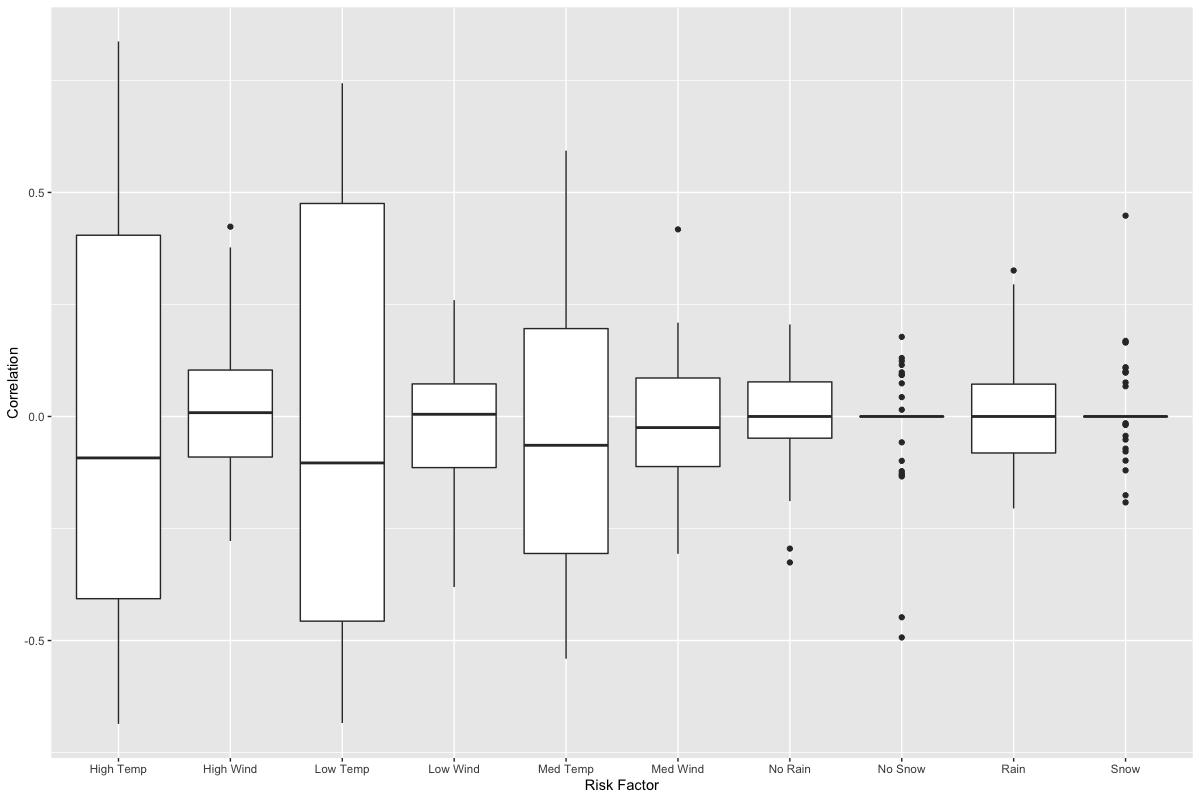 Correlation
0.5
0.0
-0.5
High Temp High Wind Low Temp Low Wind Med Temp Med Wind No Rain No Snow Rain Snow
Risk Factor